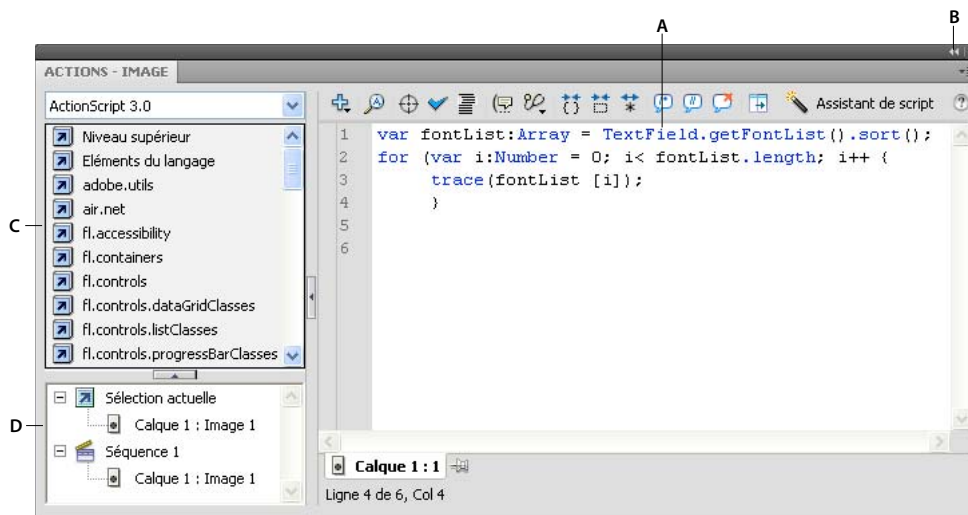 A
B
ACTIONS - IMAGE
ActionScript 3.0
Assistant de script
Niveau supérieur
Eléments du langage
adobe.utils
air.net
fl.accessibility
fl.containers
fl.controls
fl.controls.dataGridClasses
fl.controls.listClasses
fl.controls.progressBarClasses
C
1 var fontList:Array = TextField.getFontList().sort();
2 for (var i:Number = 0; i< fontList.length; i++ {
3 trace(fontList [i]);
4 }
5
6
D
Sélection actuelle
Calque 1 : Image 1
Séquence 1
Calque 1 : Image 1
Calque 1 : 1
Ligne 4 de 6, Col 4